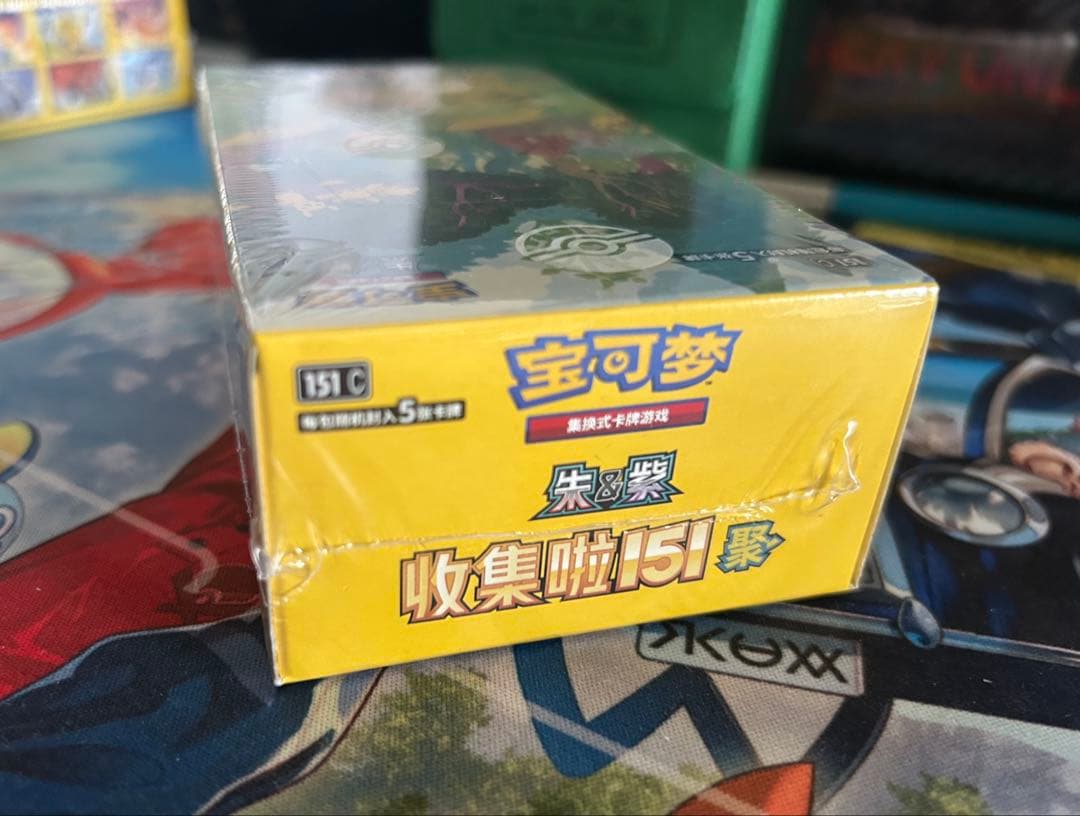 151 C
每包随机封入5张卡牌
宝可梦
集换式卡牌游戏
朱&紫
收集啦151 聚